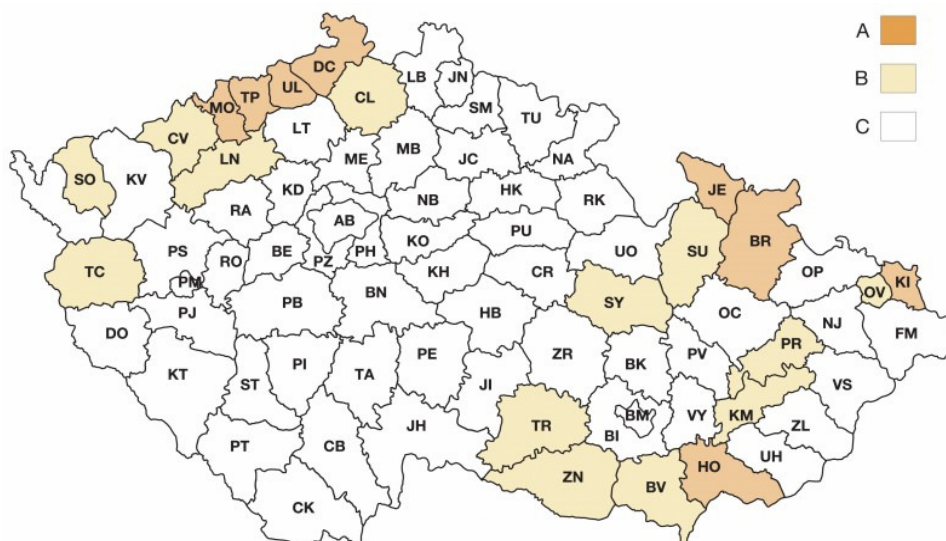 A
B
C
DC
UL
TP
MO
CL
LB
JN
SM
TU
CV
LT
LN
ME
MB
JC
NA
SO
KV
KD
NB
HK
RK
JE
RA
AB
KO
PU
UO
SU
BR
TC
PS
RO
BE
PZ
PH
KH
CR
OP
PM
PB
BN
SY
OV
KI
DO
PJ
HB
OC
NJ
FM
KT
ST
PI
TA
PE
JI
ZR
BK
PV
PR
VS
PT
CB
JH
TR
BI
BM
VY
KM
ZL
CK
ZN
BV
HO
UH